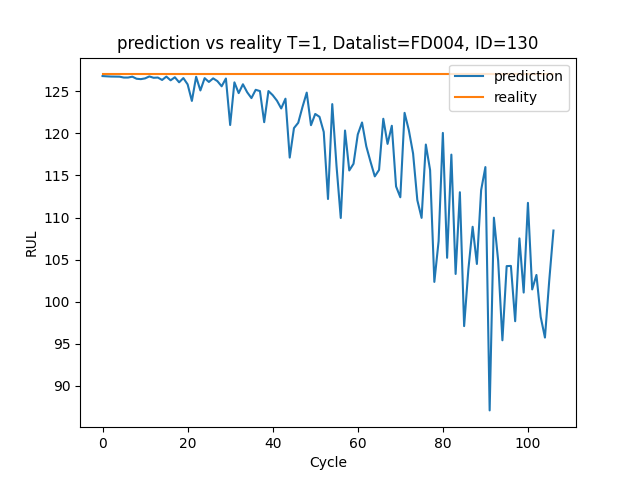 prediction vs reality T=1, Datalist=FD004, ID=130
prediction
reality
125
120
115
110
105
100
95
90
RUL
0 20 40 60 80 100
Cycle